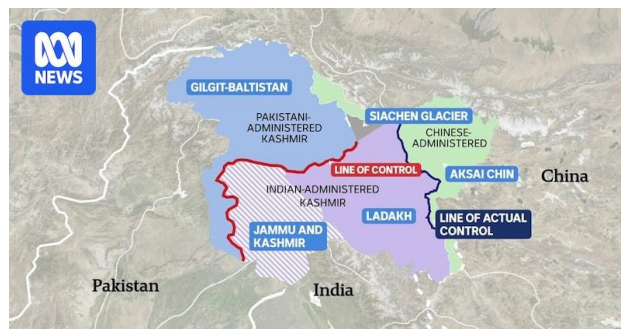 ABC
NEWS
GILGIT-BALTISTAN
PAKISTANI-
ADMINISTERED
KASHMIR
SIACHEN GLACIER
CHINESE-
ADMINISTERED
LINE OF CONTROL
AKSAI CHIN
China
INDIAN-ADMINISTERED
KASHMIR
LADAKH
LINE OF ACTUAL
CONTROL
JAMMU AND
KASHMIR
Pakistan
India